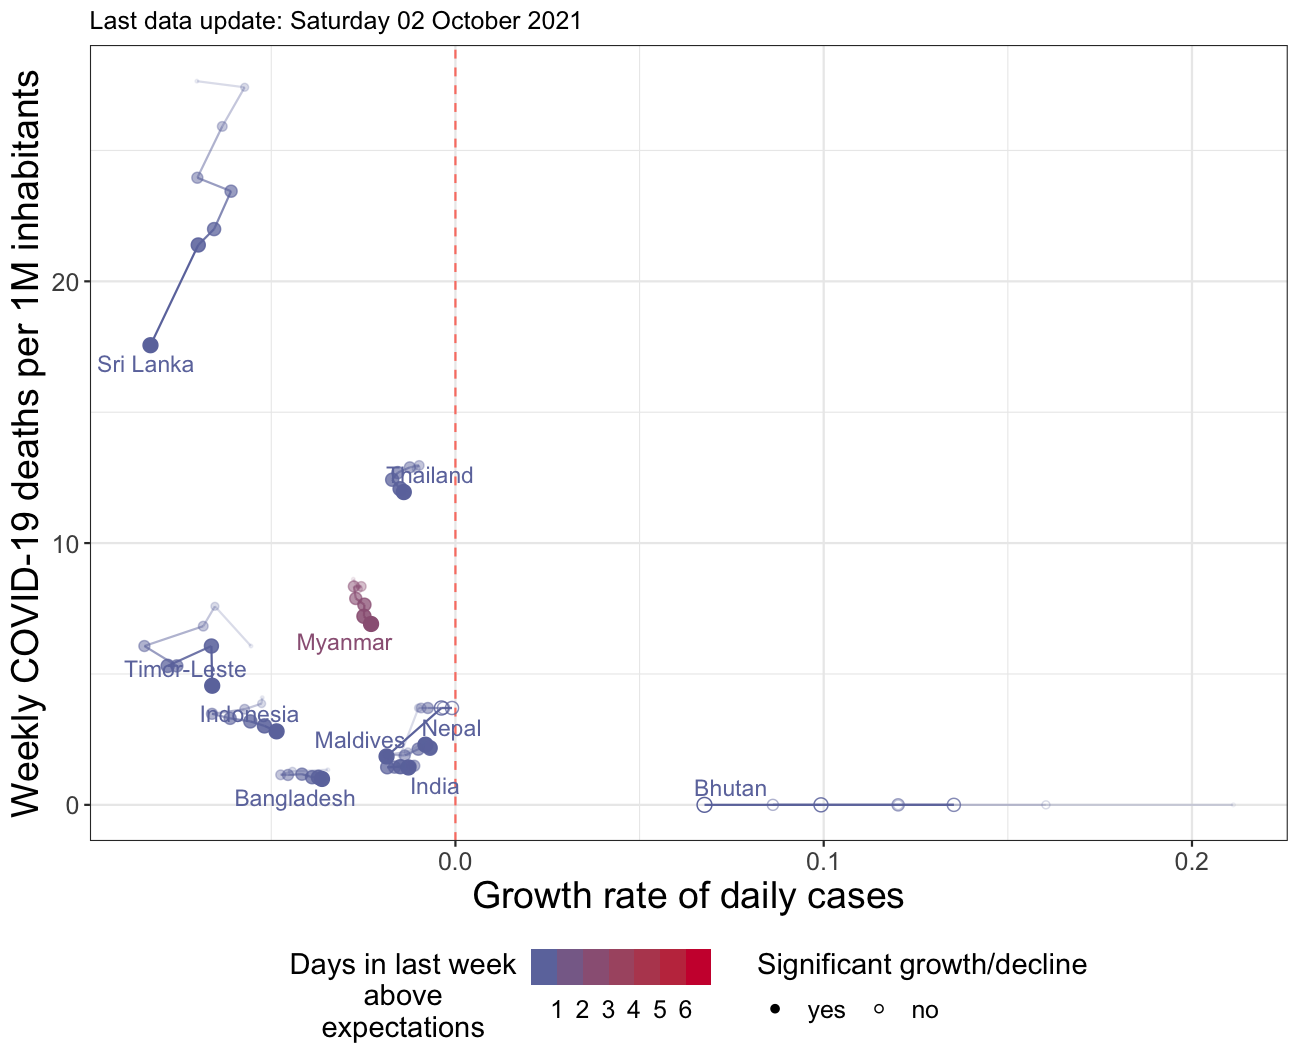 Last data update: Saturday 02 October 2021
Weekly COVID-19 deaths per 1M inhabitants
20
10
0
Sri Lanka
Thailand
Myanmar
Timor-Leste
Indonesia
Maldives
Nepal
India
Bangladesh
Bhutan
0.0
0.1
0.2
Growth rate of daily cases
Days in last week
above
expectations
1 2 3 4 5 6
Significant growth/decline
yes no